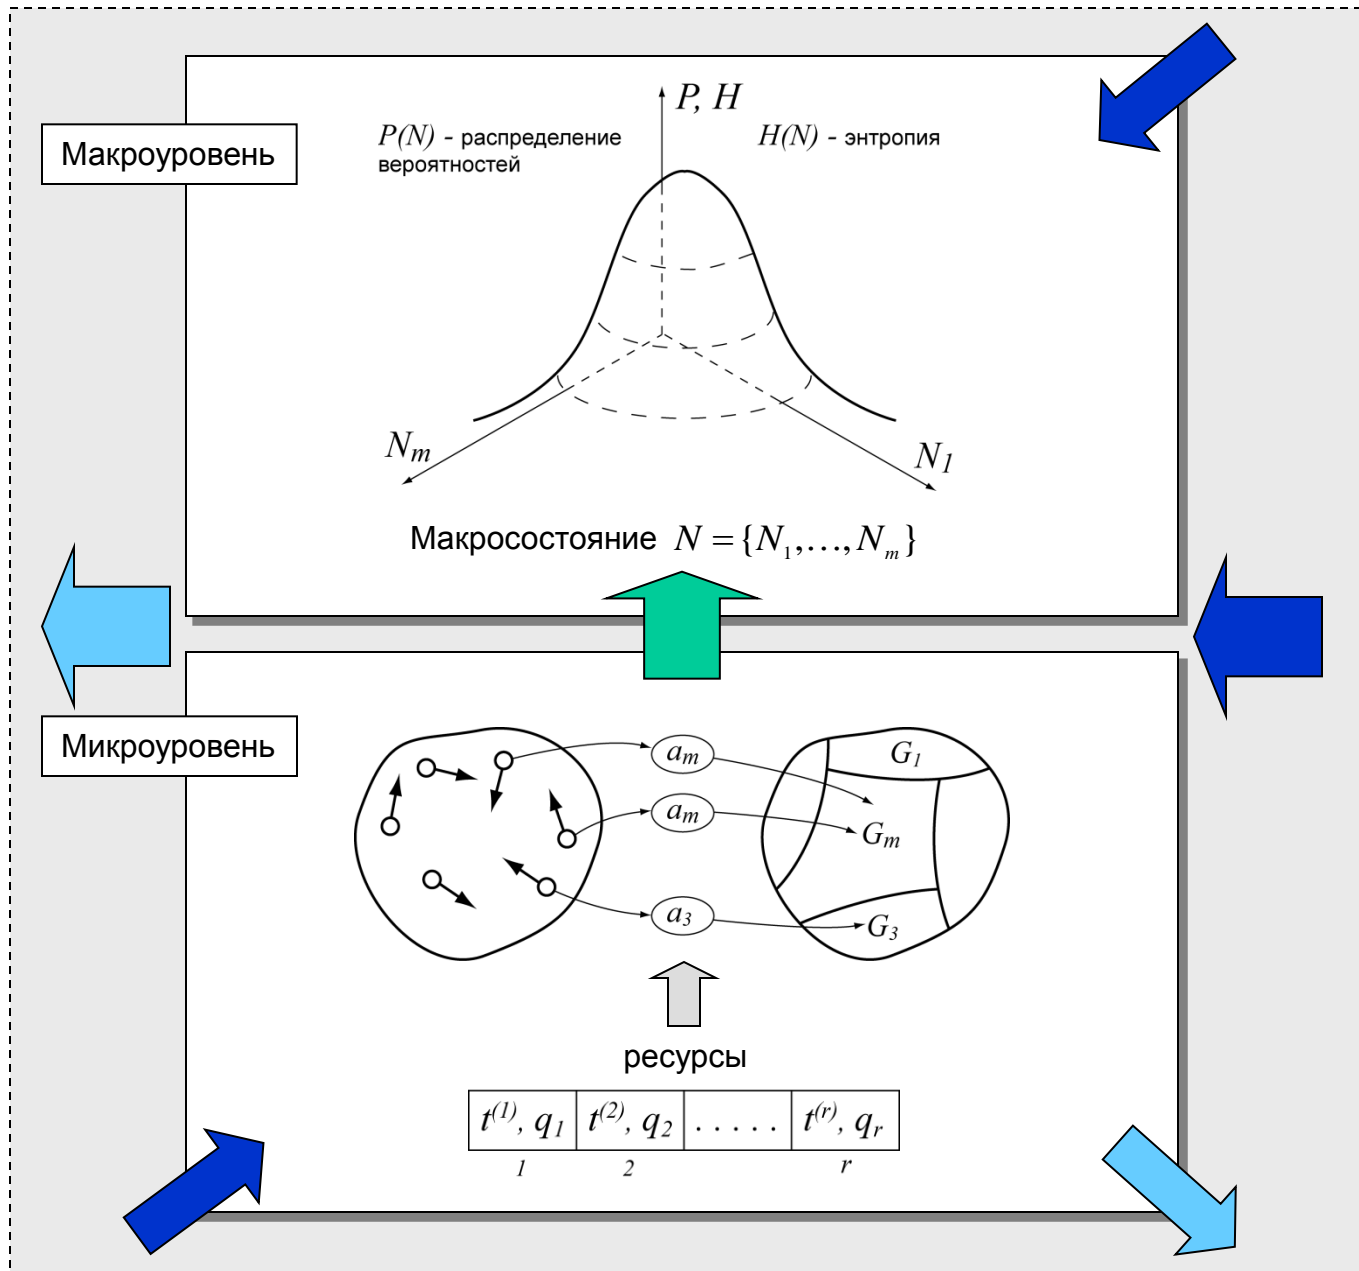 P, H
P(N) - распределение
вероятностей
H(N) - энтропия
Макроуровень
N_m
N_1
Макросостояние N = {N_1,…,N_m}
Микроуровень
a_m
G_1
a_m
G_m
a_3
G_3
ресурсы
t^(1), q_1 t^(2), q_2 ..... t^(r), q_r
1 2 r